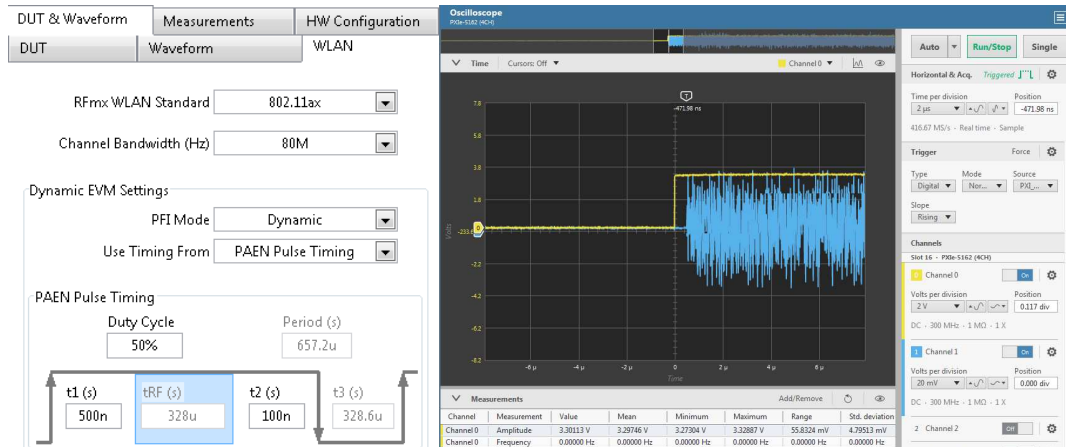 DUT & Waveform Measurements HW Configuration
DUT Waveform WLAN
RFmx WLAN Standard 802.11ax
Channel Bandwidth (Hz) 80M
Dynamic EVM Settings
PFI Mode Dynamic
Use Timing From PAEN Pulse Timing
PAEN Pulse Timing
Duty Cycle Period (s)
50% 657.2u
t1 (s) tRF (s) t2 (s) t3 (s)
500n 328u 100n 328.6u
Oscilloscope
PXIe-5162 (4CH)
Time Cursors: Off Channel 0
T
-471.98 ns
7.8
5.8
3.8
1.8
-233.6
0
-2.2
-4.2
-6.2
-8.2
Volts
-6 µ -4 µ -2 µ 0 2 µ 4 µ 6 µ
Time
Measurements Add/Remove
Channel Measurement Value Mean Minimum Maximum Range Std. deviation
Channel 0 Amplitude 3.30113 V 3.29746 V 3.27304 V 3.32887 V 55.8324 mV 4.79513 mV
Channel 0 Frequency 0.00000 Hz 0.00000 Hz 0.00000 Hz 0.00000 Hz 0.00000 Hz 0.00000 Hz
Auto Run/Stop Single
Horizontal & Acq. Triggered
Time per division Position
2 µs -471.98 ns
416.67 MS/s - Real time - Sample
Trigger Force
Type Mode Source
Digital Nor... PXI_...
Slope
Rising
Channels
Slot 16 - PXIe-5162 (4CH)
0 Channel 0 On
Volts per division Position
2 V 0.117 div
DC - 300 MHz - 1 MΩ - 1 X
1 Channel 1 On
Volts per division Position
20 mV 0.000 div
DC - 300 MHz - 1 MΩ - 1 X
2 Channel 2 Off